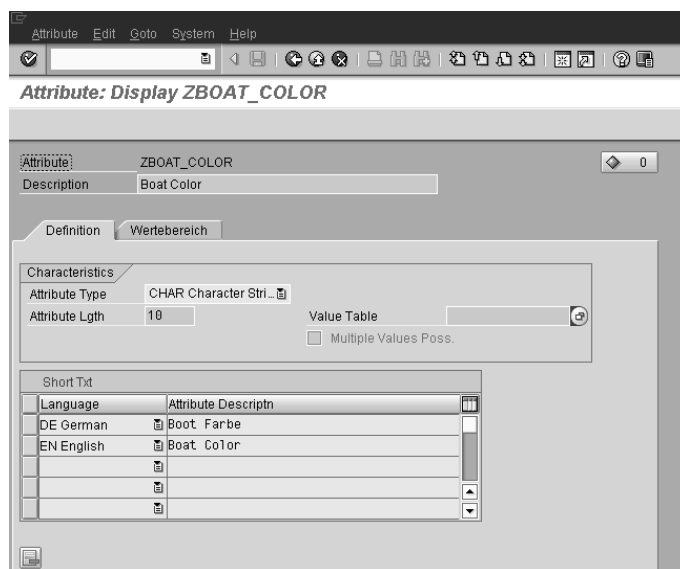 Attribute Edit Goto System Help
Attribute: Display ZBOAT_COLOR
Attribute ZBOAT_COLOR 0
Description Boat Color
Definition Wertebereich
Characteristics
Attribute Type CHAR Character Stri…
Attribute Lgth 10 Value Table
Multiple Values Poss.
Short Txt
Language Attribute Descriptn
DE German Boot Farbe
EN English Boat Color